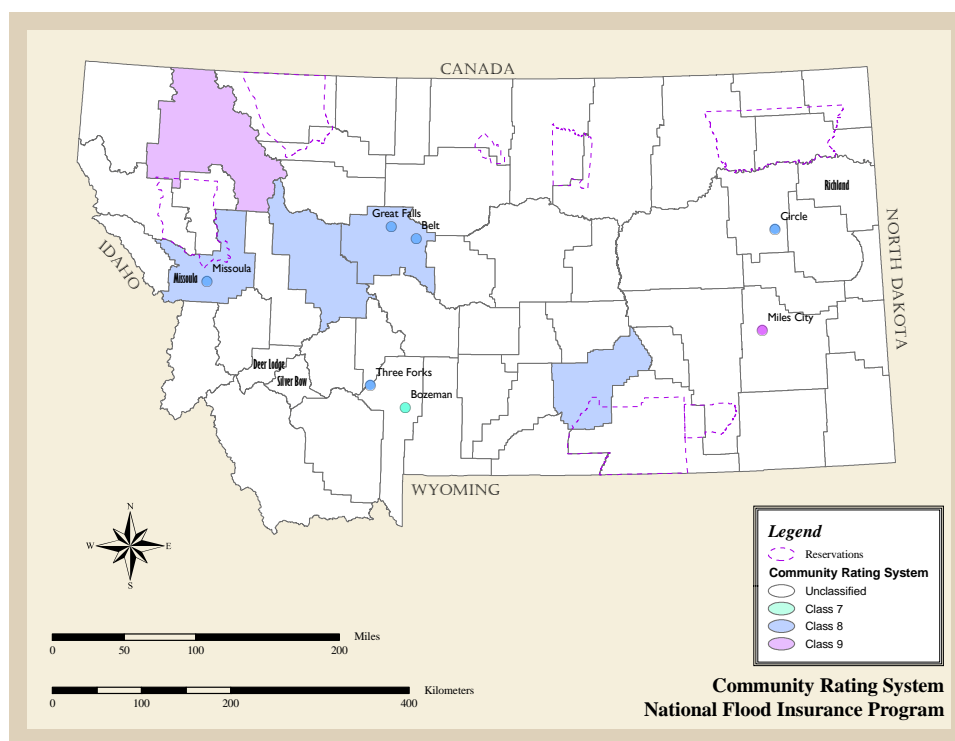 CANADA
Richland
Great Falls
Belt
Circle
IDAHO
NORTH DAKOTA
Missoula
Missoula
Miles City
Deer Lodge
Three Forks
Silver Bow
Bozeman
WYOMING
N
W
E
S
Legend
Reservations
Community Rating System
Unclassified
Class 7
Class 8
Class 9
Miles
0 50 100 200
Kilometers
0 100 200 400
Community Rating System
National Flood Insurance Program